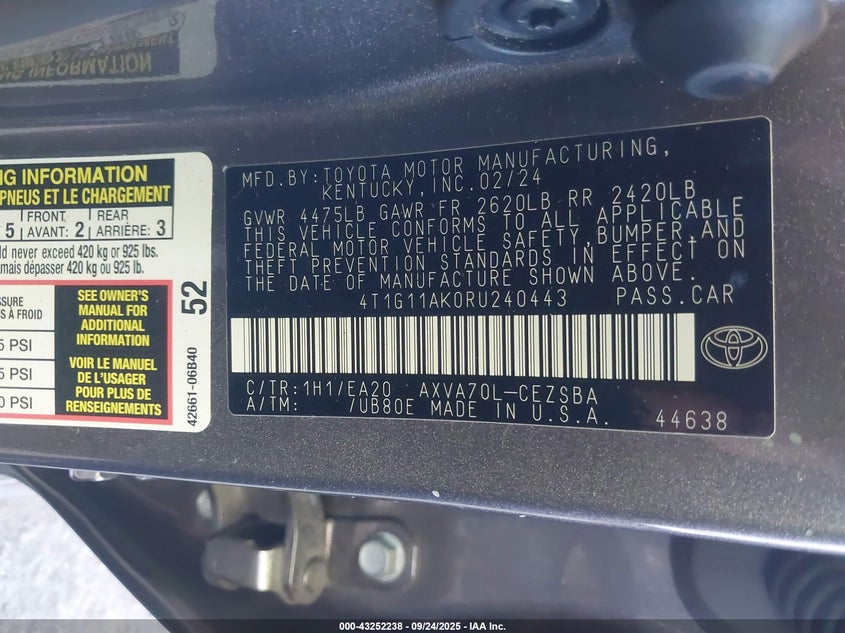 NG INFORMATION
NG INFORMATION
PNEUS ET LE CHARGEMENT
5 FRONT AVANT: 2 REAR ARRIÈRE: 3
ld never exceed 420 kg or 925 lbs.
mais dépasser 420 kg ou 925 lb.
SSURE
S À FROID
5 PSI
5 PSI
0 PSI
SEE OWNER'S
MANUAL FOR
ADDITIONAL
INFORMATION
VOIR LE MANUEL
DE L'USAGER
POUR PLUS DE
RENSEIGNEMENTS
52
42661-06B40
MFD.BY:TOYOTA MOTOR MANUFACTURING,
KENTUCKY, INC. 02/24
GVWR 4475LB GAWR FR 2620LB RR 2420LB
THIS VEHICLE CONFORMS TO ALL APPLICABLE
FEDERAL MOTOR VEHICLE SAFETY,BUMPER,AND
THEFT PREVENTION STANDARDS IN EFFECT ON
THE DATE OF MANUFACTURE SHOWN ABOVE.
4T1G11AK0RU240443 PASS.CAR
C/TR:1H1/EA20 AXVA70L-CEZSBA
A/TM: /UB80E MADE IN U.S.A.
44638
000-43252238 - 09/24/2025 - IAA Inc.